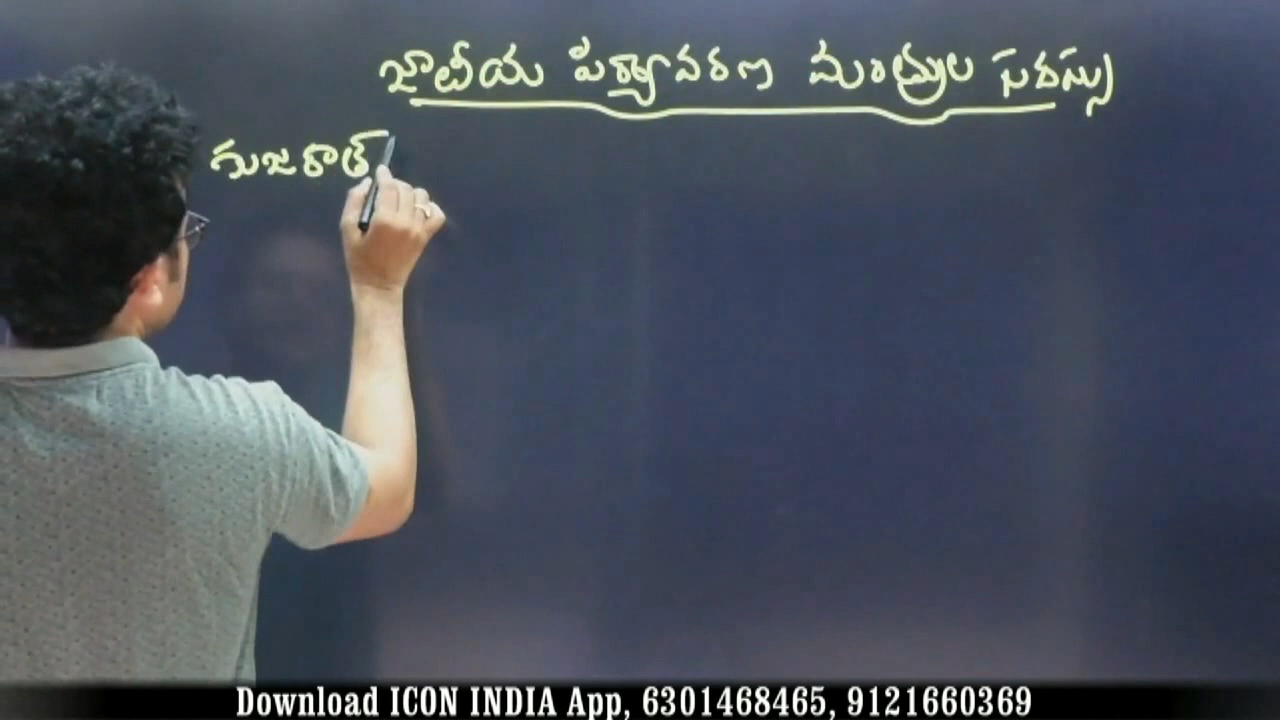 జాతీయ పర్యావరణ మంత్రుల సదస్సు
గుజరాత్
Download ICON INDIA App, 6301468465, 9121660369